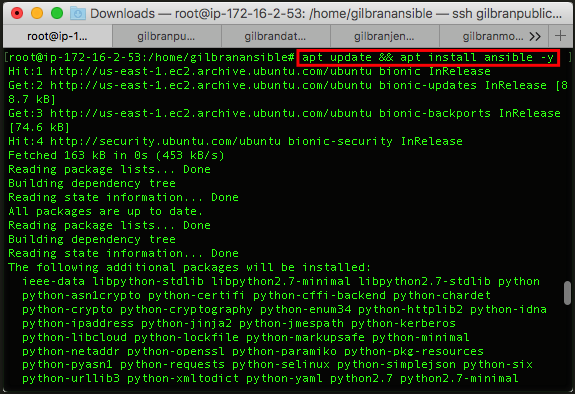 Downloads — root@ip-172-16-2-53: /home/gilbranansible — ssh gilbranpublic...
root@ip-1... gilbranpu... gilbrandat... gilbranjen... gilbranmo... >> +
[root@ip-172-16-2-53:/home/gilbranansible# apt update && apt install ansible -y ]
Hit:1 http://us-east-1.ec2.archive.ubuntu.com/ubuntu bionic InRelease
Get:2 http://us-east-1.ec2.archive.ubuntu.com/ubuntu bionic-updates InRelease [8
8.7 kB]
Get:3 http://us-east-1.ec2.archive.ubuntu.com/ubuntu bionic-backports InRelease
[74.6 kB]
Hit:4 http://security.ubuntu.com/ubuntu bionic-security InRelease
Fetched 163 kB in 0s (453 kB/s)
Reading package lists... Done
Building dependency tree
Reading state information... Done
All packages are up to date.
Reading package lists... Done
Building dependency tree
Reading state information... Done
The following additional packages will be installed:
ieee-data libpython-stdlib libpython2.7-minimal libpython2.7-stdlib python
python-asn1crypto python-certifi python-cffi-backend python-chardet
python-crypto python-cryptography python-enum34 python-httplib2 python-idna
python-ipaddress python-jinja2 python-jmespath python-kerberos
python-libcloud python-lockfile python-markupsafe python-minimal
python-netaddr python-openssl python-paramiko python-pkg-resources
python-pyasn1 python-requests python-selinux python-simplejson python-six
python-urllib3 python-xmltodict python-yaml python2.7 python2.7-minimal